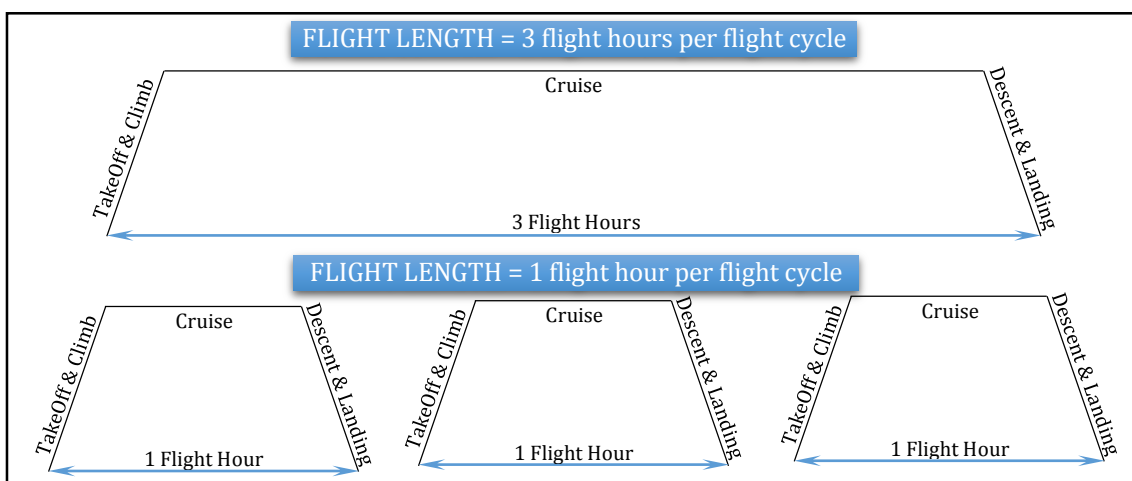 FLIGHT LENGTH = 3 flight hours per flight cycle
TakeOff & Climb
Cruise
Descent & Landing
3 Flight Hours
FLIGHT LENGTH = 1 flight hour per flight cycle
TakeOff & Climb
Cruise
Descent & Landing
1 Flight Hour
TakeOff & Climb
Cruise
Descent & Landing
1 Flight Hour
TakeOff & Climb
Cruise
Descent & Landing
1 Flight Hour